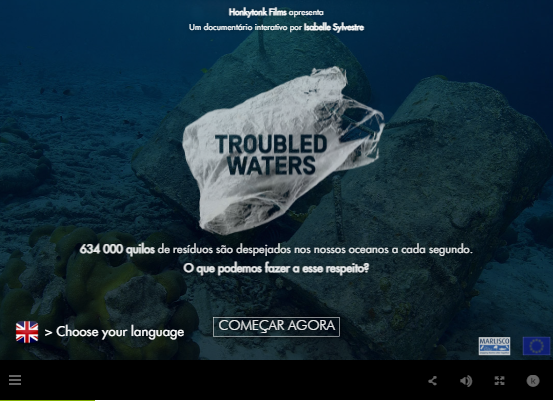 Honkytonk Films apresenta
Um documentário interativo por Isabelle Sylvestre
TROUBLED
WATERS
634 000 quilos de resíduos são despejados nos nossos oceanos a cada segundo.
O que podemos fazer a esse respeito?
> Choose your language
COMEÇAR AGORA
MARLISCO